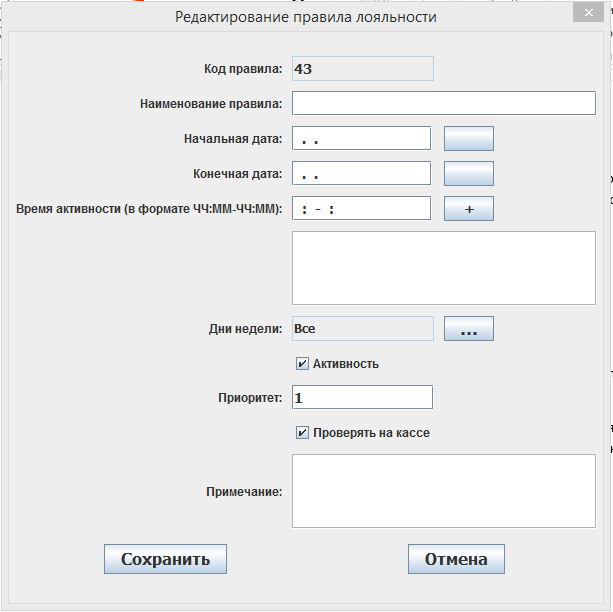 Редактирование правила лояльности
Код правила: 43
Наименование правила:
Начальная дата: . .
Конечная дата: . .
Время активности (в формате ЧЧ:ММ-ЧЧ:ММ): : - : +
Дни недели: Все ...
Активность
Приоритет: 1
Проверять на кассе
Примечание:
Сохранить Отмена